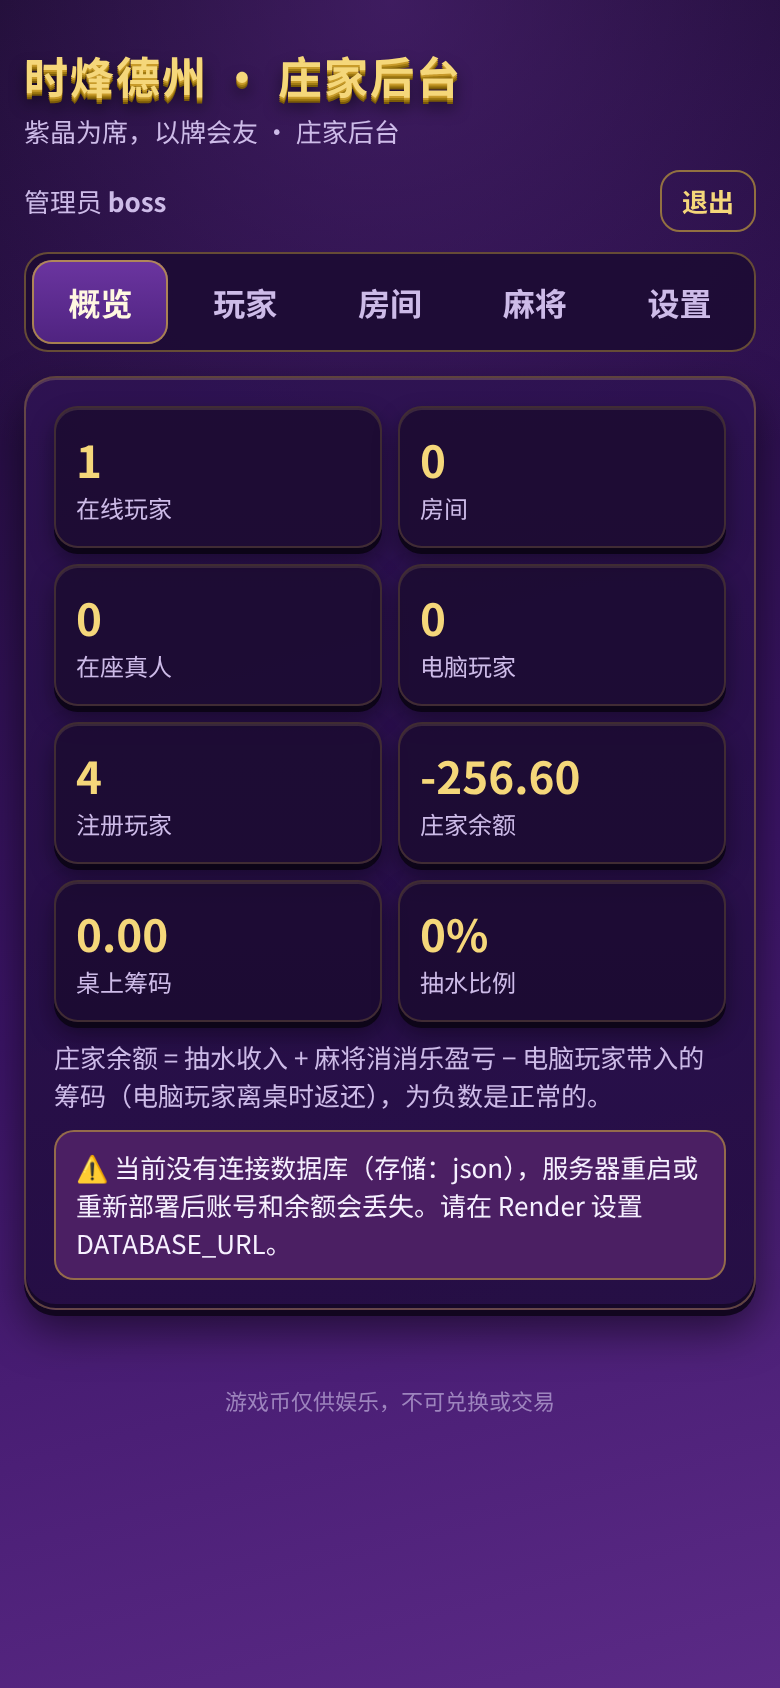 时烽德州 · 庄家后台
紫晶为席，以牌会友 · 庄家后台
管理员 boss
退出
概览 玩家 房间 麻将 设置
1
在线玩家
0
房间
0
在座真人
0
电脑玩家
4
注册玩家
-256.60
庄家余额
0.00
桌上筹码
0%
抽水比例
庄家余额 = 抽水收入 + 麻将消消乐盈亏 − 电脑玩家带入的
筹码（电脑玩家离桌时返还），为负数是正常的。
⚠️ 当前没有连接数据库（存储：json），服务器重启或
重新部署后账号和余额会丢失。请在 Render 设置
DATABASE_URL。
游戏币仅供娱乐，不可兑换或交易